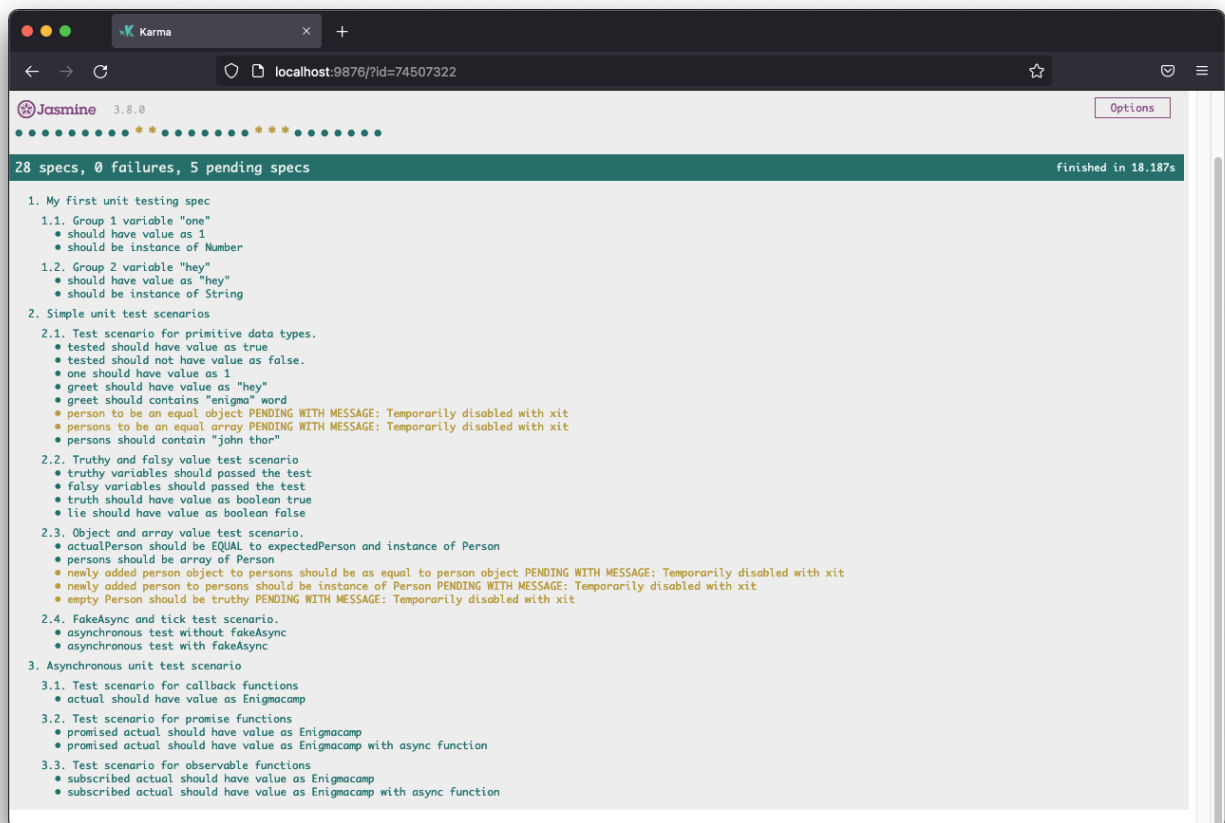 Karma
localhost:9876/?id=74507322
Jasmine 3.8.0
Options
28 specs, 0 failures, 5 pending specs
finished in 18.187s
1. My first unit testing spec
1.1. Group 1 variable "one"
• should have value as 1
• should be instance of Number
1.2. Group 2 variable "hey"
• should have value as "hey"
• should be instance of String
2. Simple unit test scenarios
2.1. Test scenario for primitive data types.
• tested should have value as true
• tested should not have value as false.
• one should have value as 1
• greet should have value as "hey"
• greet should contains "enigma" word
• person to be an equal object PENDING WITH MESSAGE: Temporarily disabled with xit
• persons to be an equal array PENDING WITH MESSAGE: Temporarily disabled with xit
• persons should contain "john thor"
2.2. Truthy and falsy value test scenario
• truthy variables should passed the test
• falsy variables should passed the test
• truth should have value as boolean true
• lie should have value as boolean false
2.3. Object and array value test scenario.
• actualPerson should be EQUAL to expectedPerson and instance of Person
• persons should be array of Person
• newly added person object to persons should be as equal to person object PENDING WITH MESSAGE: Temporarily disabled with xit
• newly added person to persons should be instance of Person PENDING WITH MESSAGE: Temporarily disabled with xit
• empty Person should be truthy PENDING WITH MESSAGE: Temporarily disabled with xit
2.4. FakeAsync and tick test scenario.
• asynchronous test without fakeAsync
• asynchronous test with fakeAsync
3. Asynchronous unit test scenario
3.1. Test scenario for callback functions
• actual should have value as Enigmacamp
3.2. Test scenario for promise functions
• promised actual should have value as Enigmacamp
• promised actual should have value as Enigmacamp with async function
3.3. Test scenario for observable functions
• subscribed actual should have value as Enigmacamp
• subscribed actual should have value as Enigmacamp with async function